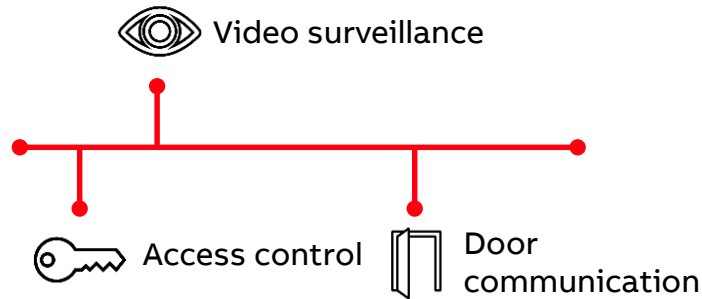 Video surveillance
Access control
Door
communication